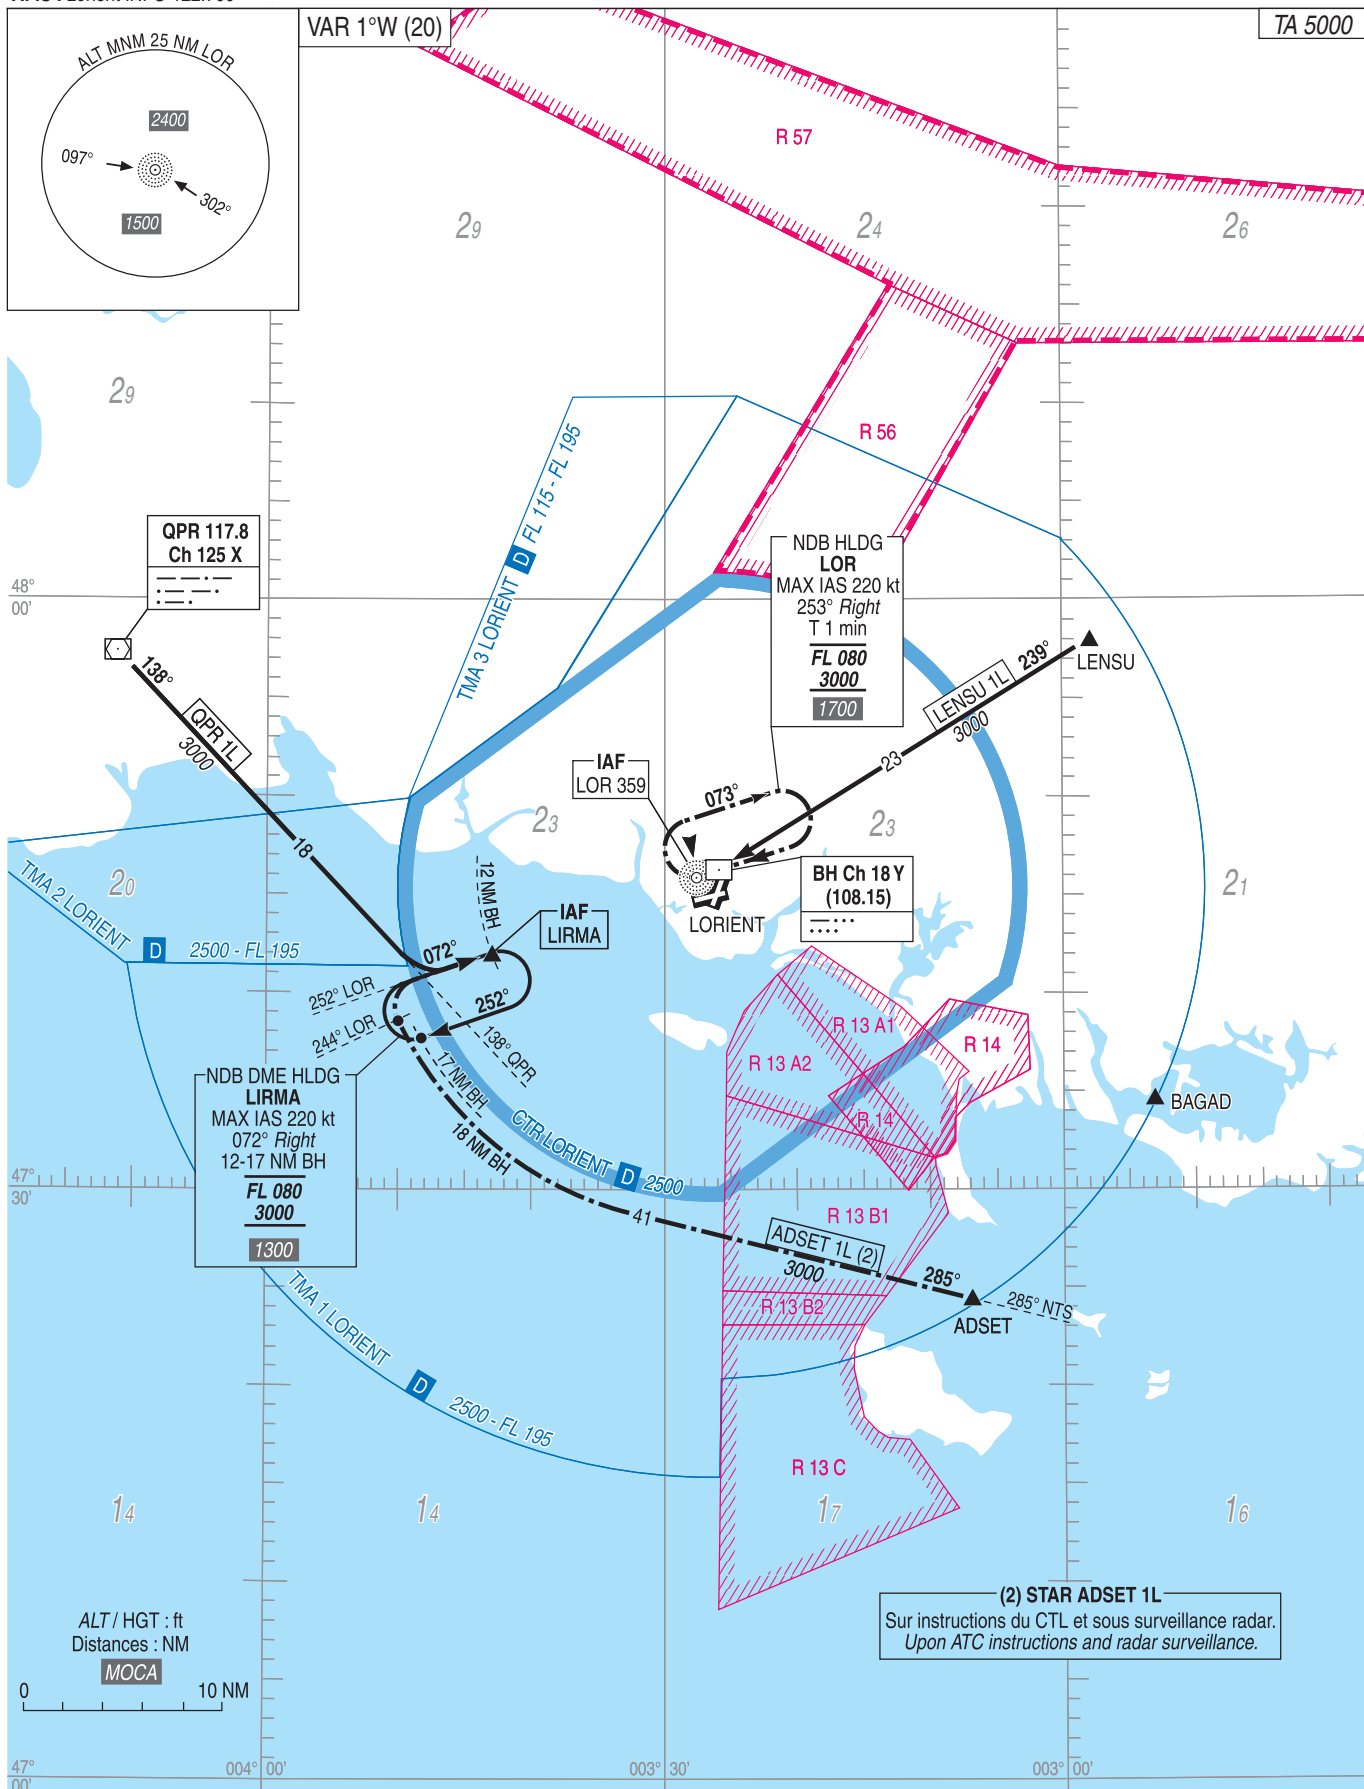 VAR 1°W (20)
TA 5000
ALT MNM 25 NM LOR
2400
097°
302°
1500
R 57
29
24
26
29
R 56
TMA 3 LORIENT D FL 115 - FL 195
QPR 117.8
Ch 125 X
48°
00'
138°
QPR 1L
3000
18
NDB HLDG
LOR
MAX IAS 220 kt
253° Right
T 1 min
FL 080
3000
1700
LENSU
239°
LENSU 1L
3000
23
IAF
LOR 359
073°
23
23
BH Ch 18 Y
(108.15)
LORIENT
20
21
TMA 2 LORIENT D 2500 - FL 195
12 NM BH
IAF
LIRMA
072°
252°
252° LOR
244° LOR
138° QPR
17 NM BH
18 NM BH
NDB DME HLDG
LIRMA
MAX IAS 220 kt
072° Right
12-17 NM BH
FL 080
3000
1300
CTR LORIENT D 2500
R 13 A1
R 13 A2
R 14
R 14
BAGAD
47°
30'
41
R 13 B1
ADSET 1L (2)
3000
285°
R 13 B2
ADSET
285° NTS
TMA 1 LORIENT D 2500 - FL 195
R 13 C
14
14
17
16
(2) STAR ADSET 1L
Sur instructions du CTL et sous surveillance radar.
Upon ATC instructions and radar surveillance.
ALT / HGT : ft
Distances : NM
MOCA
0 10 NM
47°
00'
004° 00'
003° 30'
003° 00'